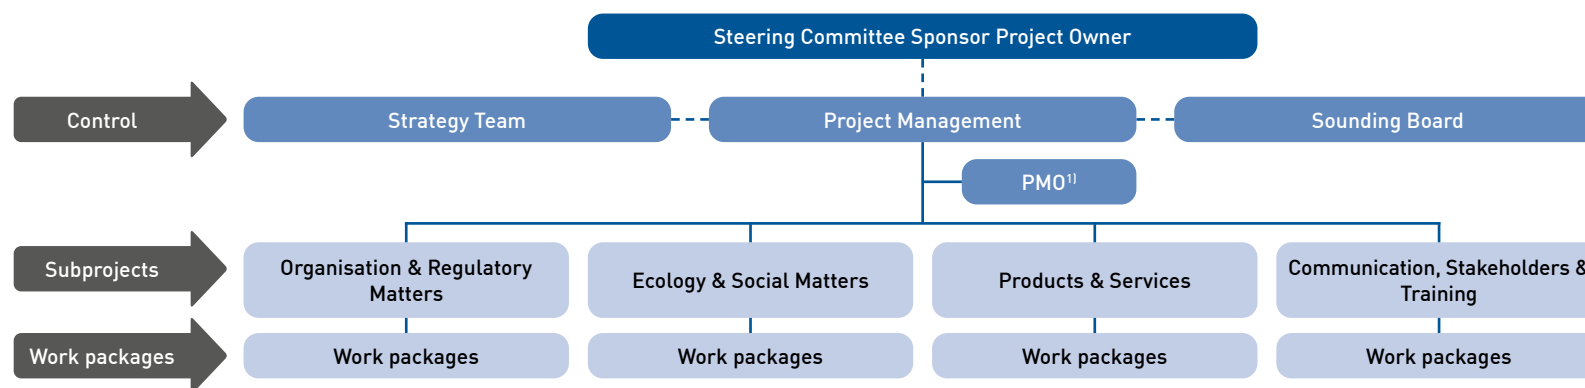 Steering Committee Sponsor Project Owner
Control
Strategy Team
Project Management
Sounding Board
PMO¹⁾
Subprojects
Organisation & Regulatory
Matters
Ecology & Social Matters
Products & Services
Communication, Stakeholders &
Training
Work packages
Work packages
Work packages
Work packages
Work packages